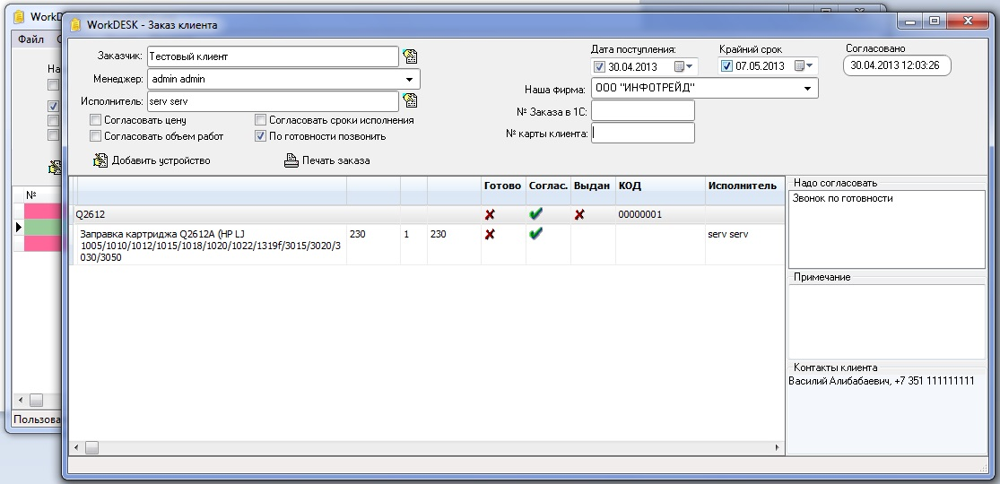 WorkDESK - Заказ клиента
Файл
На
№
Пользова
Заказчик: Тестовый клиент
Менеджер: admin admin
Исполнитель: serv serv
Согласовать цену
Согласовать сроки исполнения
Согласовать объем работ
По готовности позвонить
Добавить устройство
Печать заказа
Дата поступления: Крайний срок Согласовано
30.04.2013 07.05.2013 30.04.2013 12:03:26
Наша фирма: ООО "ИНФОТРЕЙД"
№ Заказа в 1С:
№ карты клиента:
Готово Соглас. Выдан КОД Исполнитель
Q2612 00000001
Заправка картриджа Q2612A (HP LJ 230 1 230 serv serv
1005/1010/1012/1015/1018/1020/1022/1319f/3015/3020/3
030/3050
Надо согласовать
Звонок по готовности
Примечание
Контакты клиента
Василий Алибабаевич, +7 351 111111111